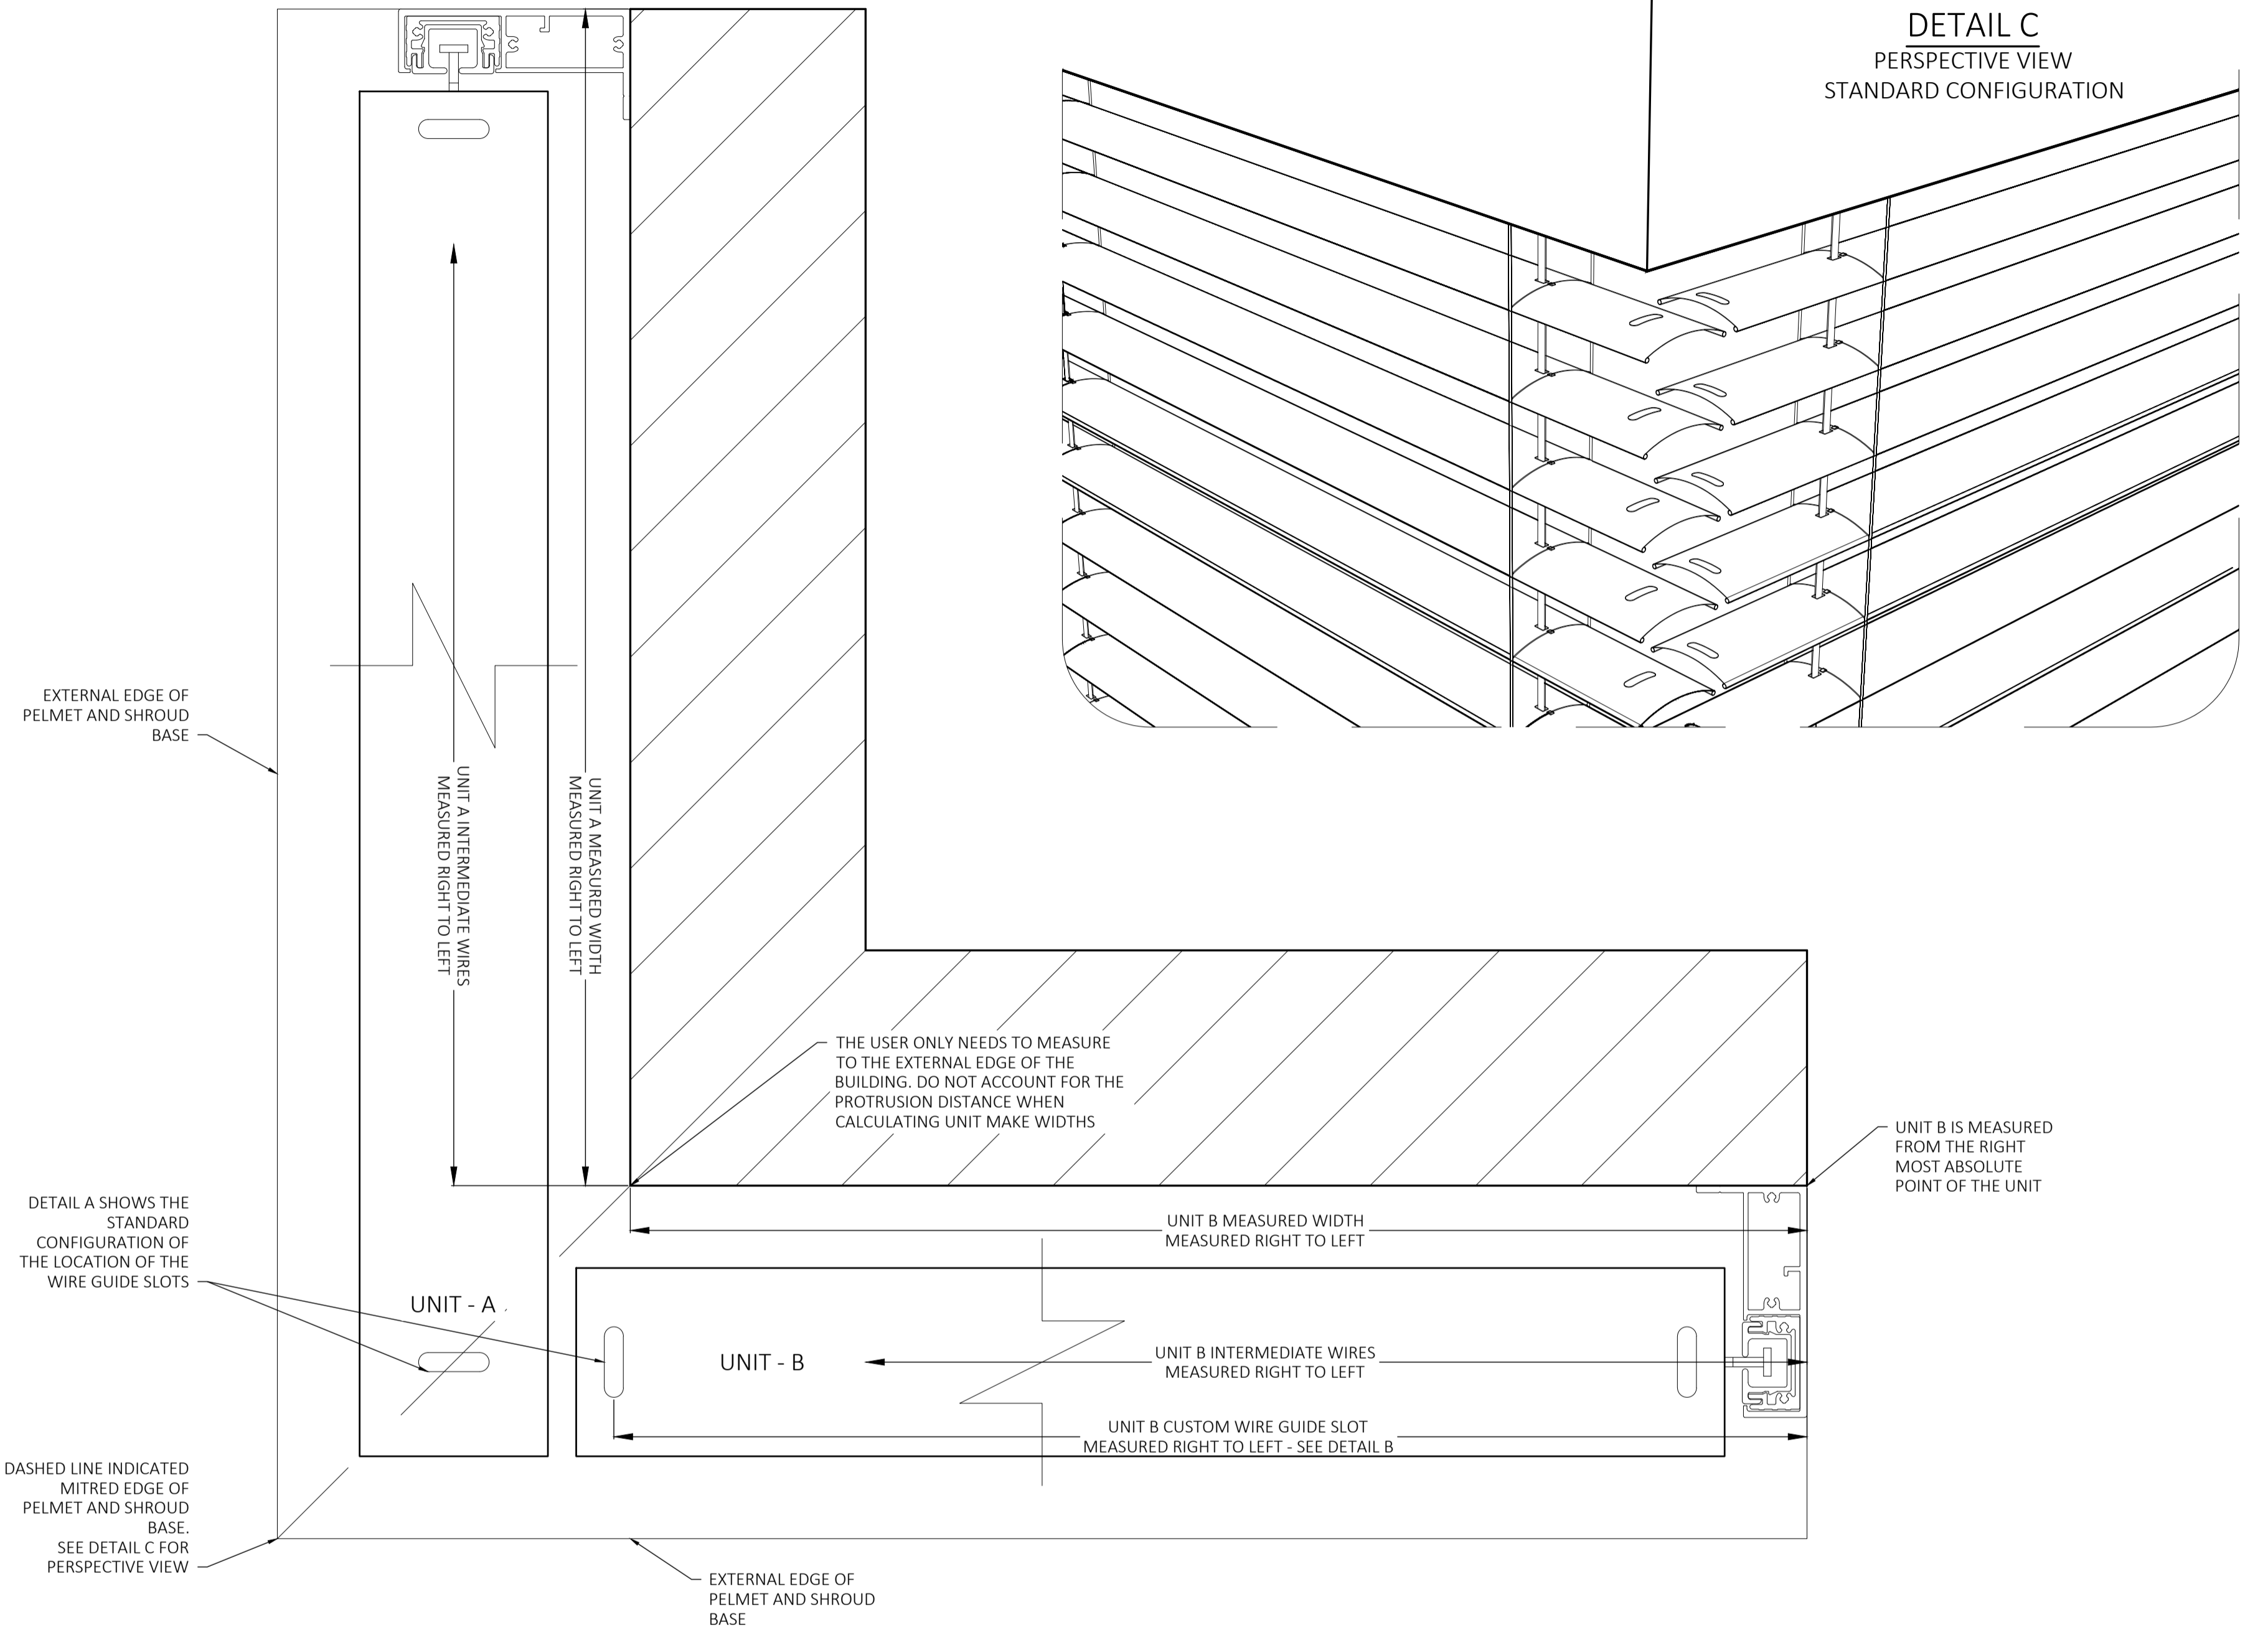 DETAIL C
PERSPECTIVE VIEW
STANDARD CONFIGURATION
EXTERNAL EDGE OF
PELMET AND SHROUD
BASE
UNIT A INTERMEDIATE WIRES
MEASURED RIGHT TO LEFT
UNIT A MEASURED WIDTH
MEASURED RIGHT TO LEFT
THE USER ONLY NEEDS TO MEASURE
TO THE EXTERNAL EDGE OF THE
BUILDING. DO NOT ACCOUNT FOR THE
PROTRUSION DISTANCE WHEN
CALCULATING UNIT MAKE WIDTHS
UNIT B IS MEASURED
FROM THE RIGHT
MOST ABSOLUTE
POINT OF THE UNIT
DETAIL A SHOWS THE
STANDARD
CONFIGURATION OF
THE LOCATION OF THE
WIRE GUIDE SLOTS
UNIT B MEASURED WIDTH
MEASURED RIGHT TO LEFT
UNIT - A
UNIT - B
UNIT B INTERMEDIATE WIRES
MEASURED RIGHT TO LEFT
UNIT B CUSTOM WIRE GUIDE SLOT
MEASURED RIGHT TO LEFT - SEE DETAIL B
DASHED LINE INDICATED
MITRED EDGE OF
PELMET AND SHROUD
BASE.
SEE DETAIL C FOR
PERSPECTIVE VIEW
EXTERNAL EDGE OF
PELMET AND SHROUD
BASE